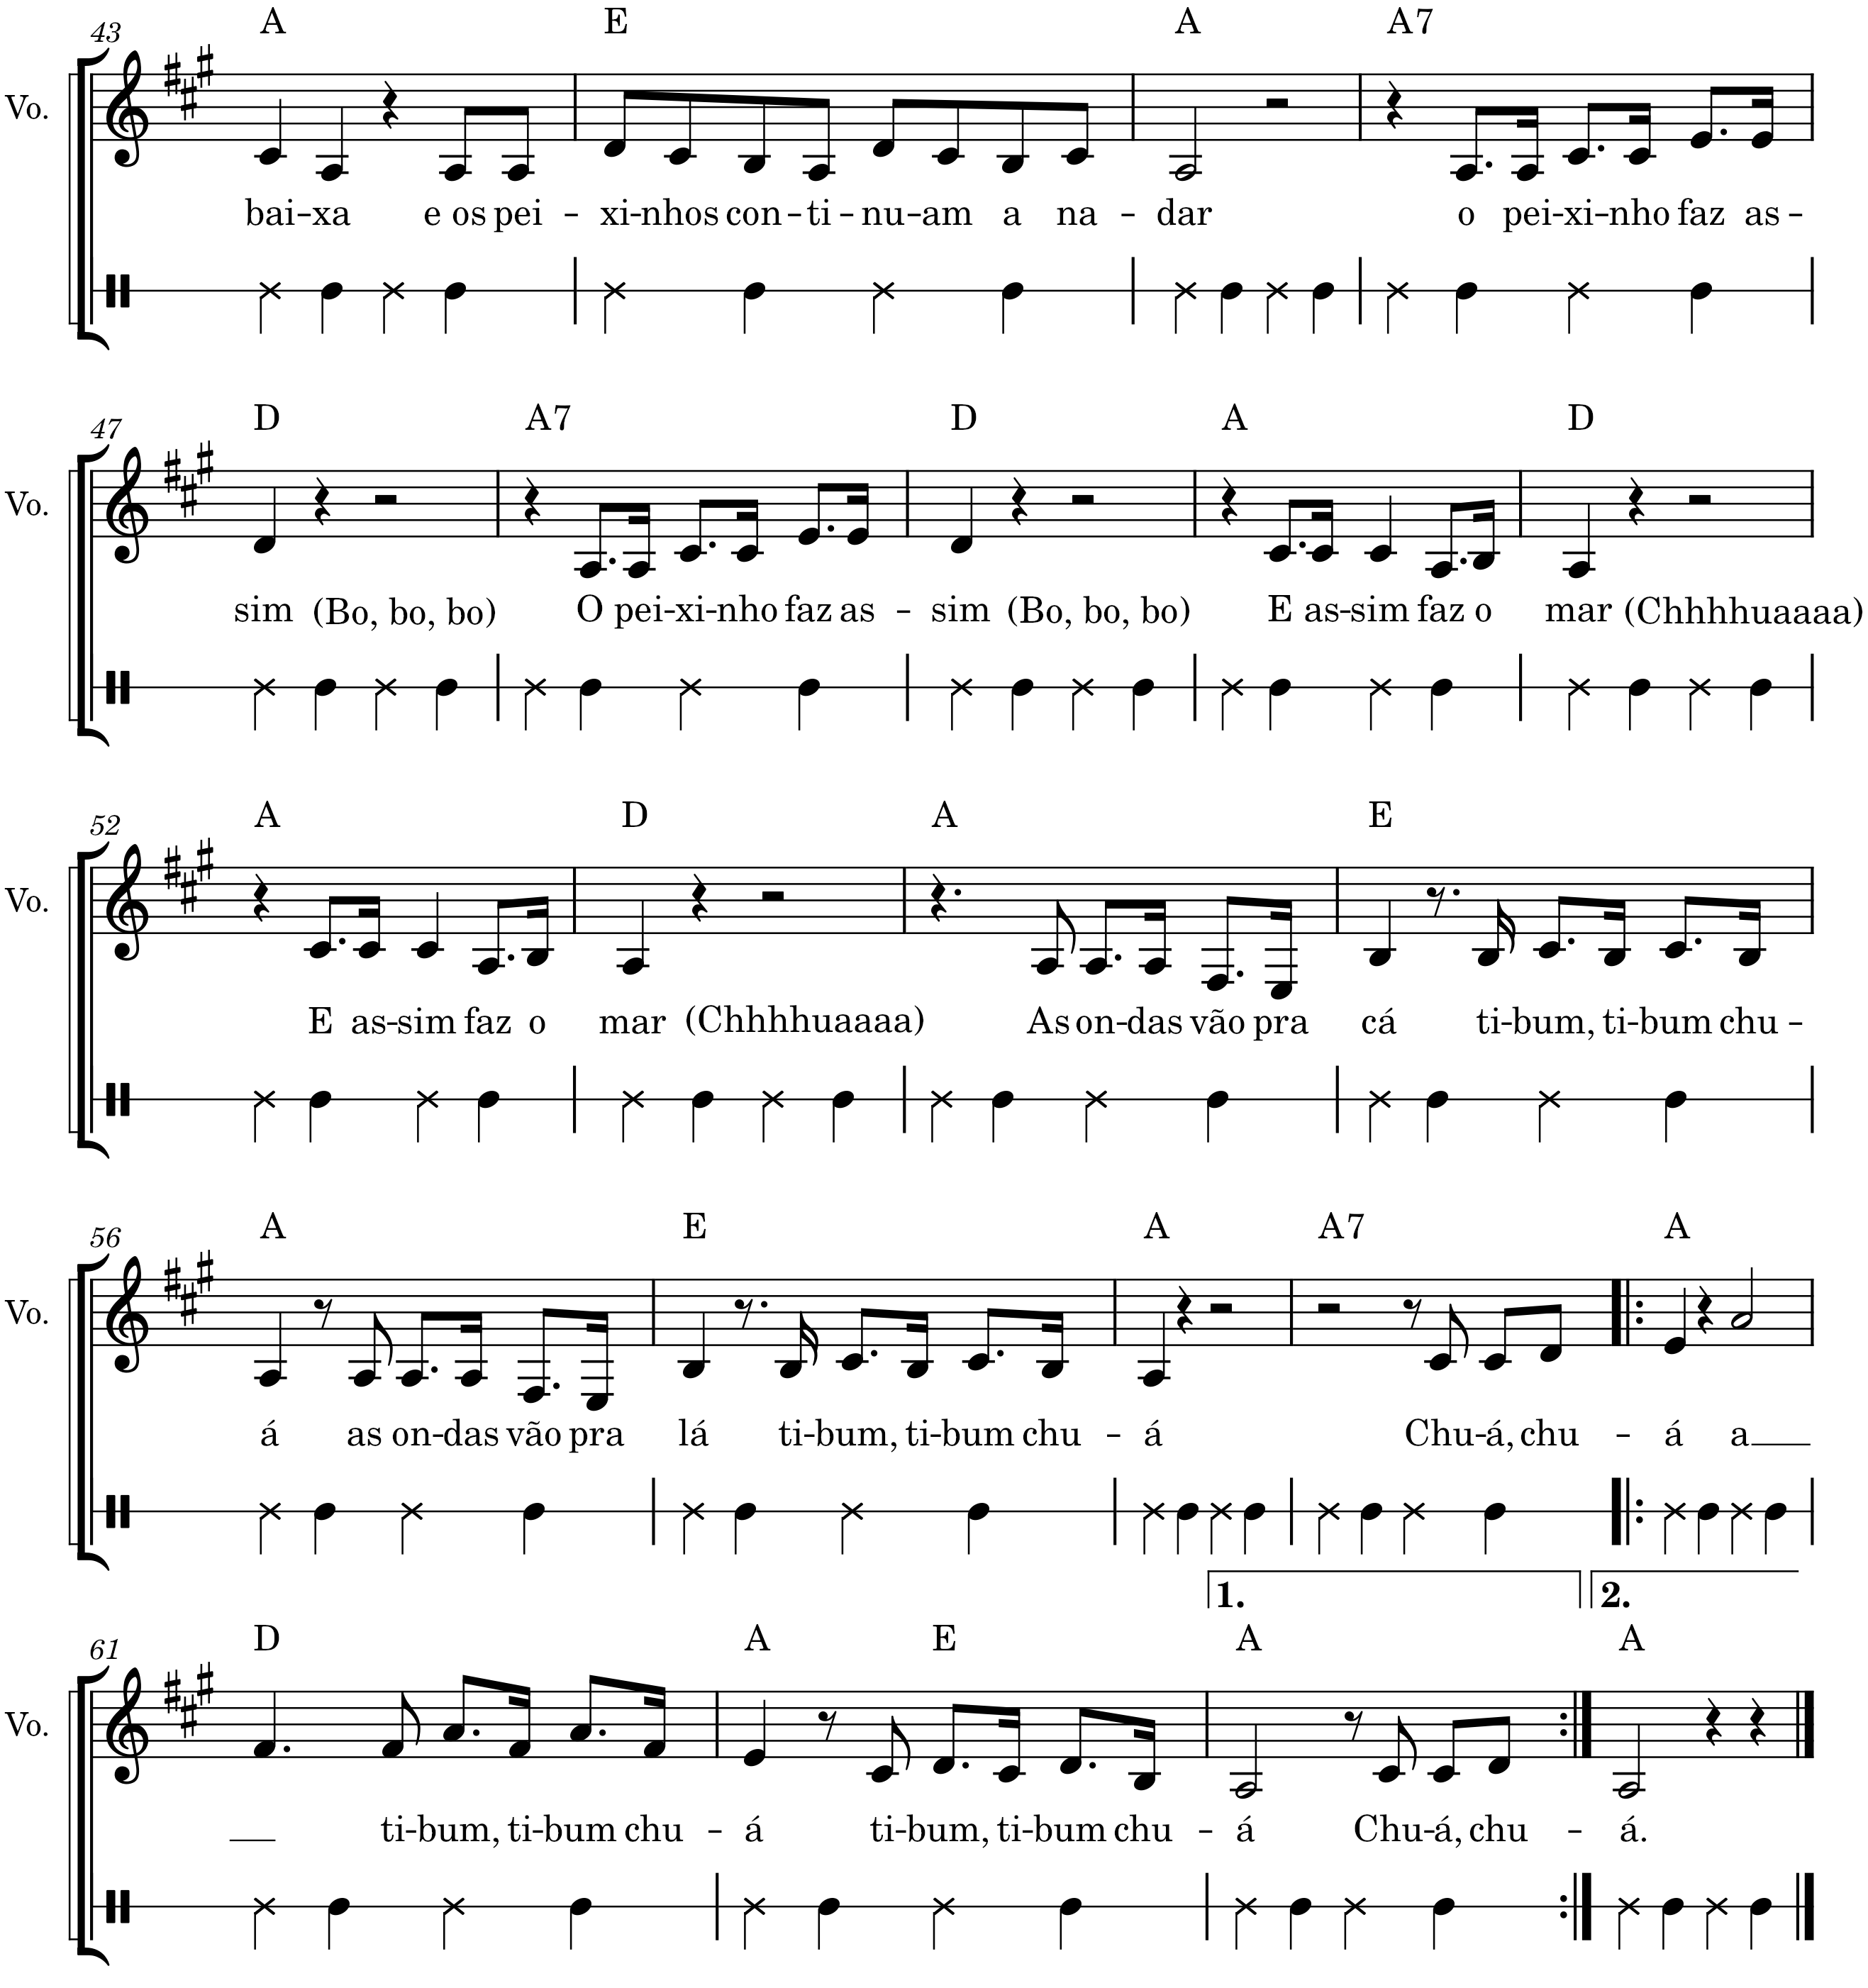 43 A E A A7
Vo.
bai-xa e os pei - xi-nhos con-ti-nu-am a na - dar o pei-xi-nho faz as-
47 D A7 D A D
Vo.
sim (Bo, bo, bo) O pei-xi-nho faz as - sim (Bo, bo, bo) E as-sim faz o mar (Chhhhuaaaa)
52 A D A E
Vo.
E as-sim faz o mar (Chhhhuaaaa) As on-das vão pra cá ti-bum, ti-bum chu-
56 A E A A7 A
Vo.
á as on-das vão pra lá ti-bum, ti-bum chu - á Chu-á, chu - á a
1. 2.
61 D A E A A
Vo.
ti-bum, ti-bum chu - á ti-bum, ti-bum chu - á Chu-á, chu - á.